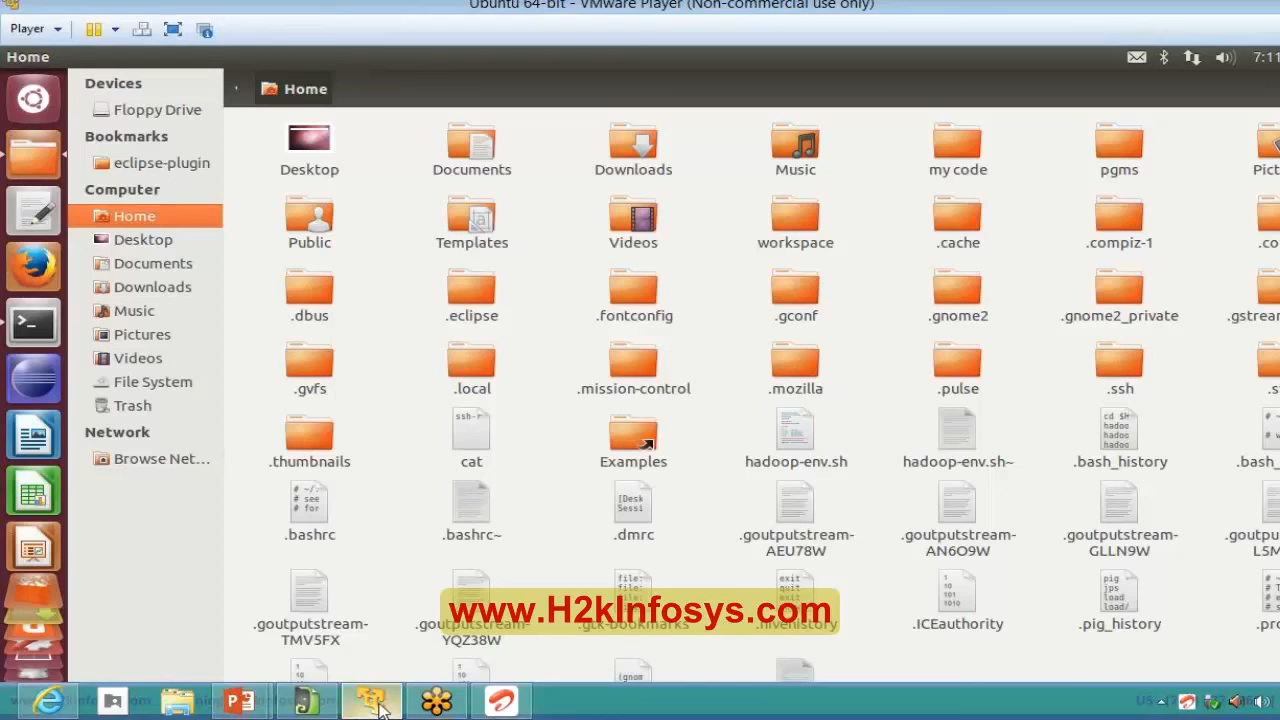 Ubuntu 64-bit - VMware Player (Non-commercial use only)
Player
Home
7:11
Devices
Floppy Drive
Bookmarks
eclipse-plugin
Computer
Home
Desktop
Documents
Downloads
Music
Pictures
Videos
File System
Trash
Network
Browse Net...
Home
Desktop
Documents
Downloads
Music
my code
pgms
Pict
Public
Templates
Videos
workspace
.cache
.compiz-1
.co
.dbus
.eclipse
.fontconfig
.gconf
.gnome2
.gnome2_private
.gstrean
.gvfs
.local
.mission-control
.mozilla
.pulse
.ssh
.thumbnails
cat
Examples
hadoop-env.sh
hadoop-env.sh~
.bash_history
.bash_
.bashrc
.bashrc~
.dmrc
.goutputstream-AEU78W
.goutputstream-AN6O9W
.goutputstream-GLLN9W
.goutput
L5M
.goutputstream-TMV5FX
.goutputstream-YQZ38W
.gtk-bookmarks
.hivehistory
.ICEauthority
.pig_history
.pro
www.H2kInfosys.com
US